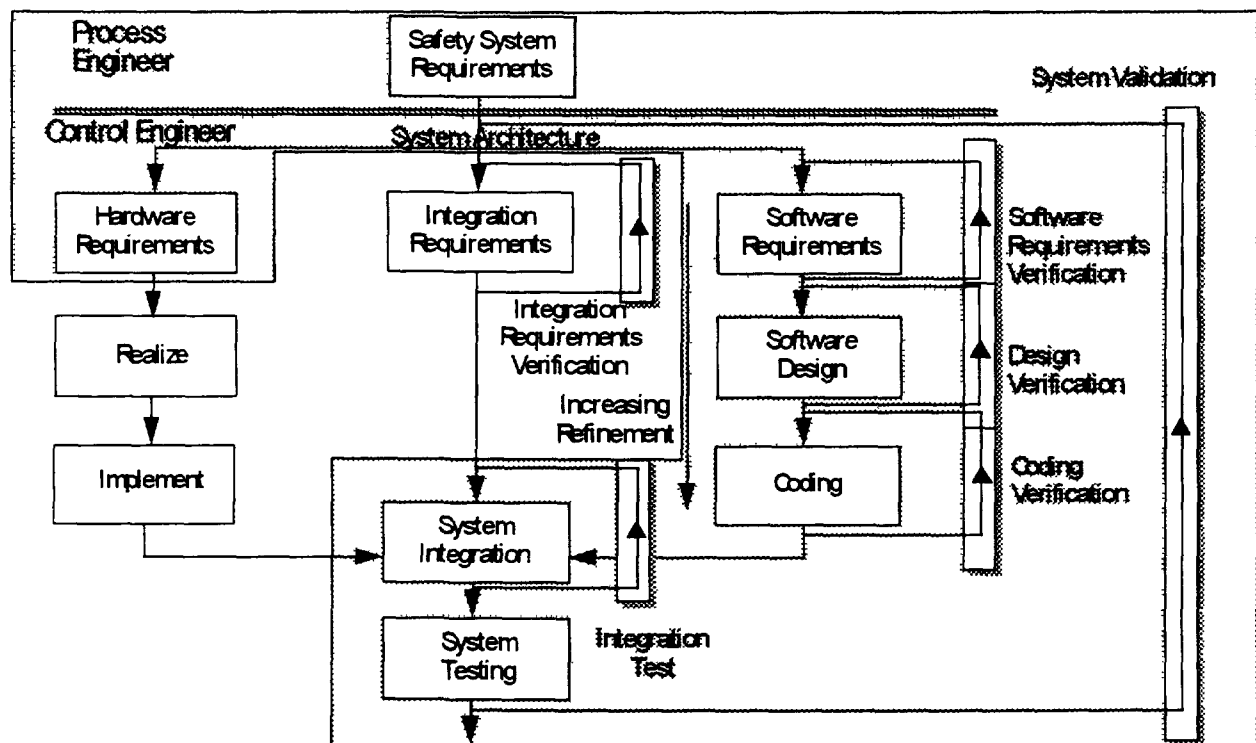 Process
Engineer
Safety System
Requirements
System Validation
Control Engineer
System Architecture
Hardware
Requirements
Integration
Requirements
Software
Requirements
Software
Requirements
Verification
Integration
Requirements
Verification
Realize
Software
Design
Design
Verification
Increasing
Refinement
Implement
Coding
Coding
Verification
System
Integration
System
Testing
Integration
Test